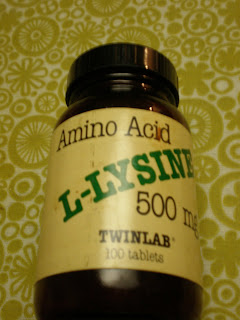 Amino Acid
L-LYSINE
500 mg
TWINLAB®
100 tablets